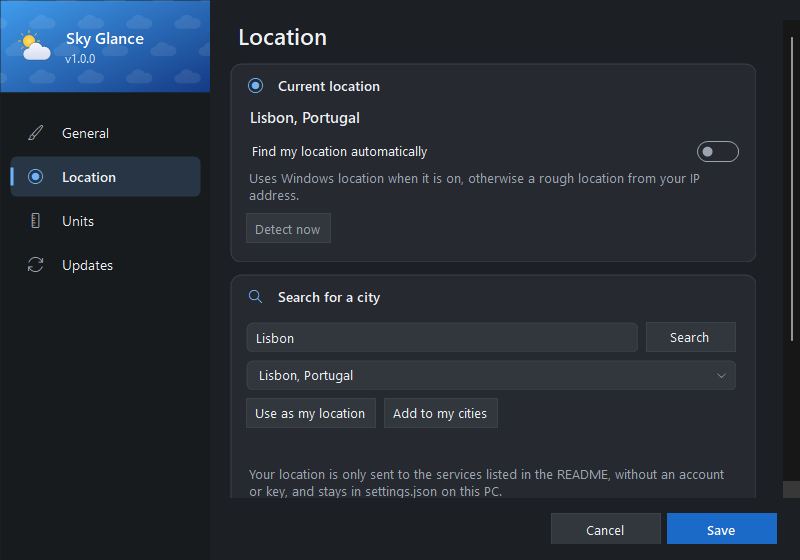 Sky Glance
v1.0.0
General
Location
Units
Updates
Location
Current location
Lisbon, Portugal
Find my location automatically
Uses Windows location when it is on, otherwise a rough location from your IP
address.
Detect now
Search for a city
Lisbon
Search
Lisbon, Portugal
Use as my location
Add to my cities
Your location is only sent to the services listed in the README, without an account
or key, and stays in settings.json on this PC.
Cancel
Save